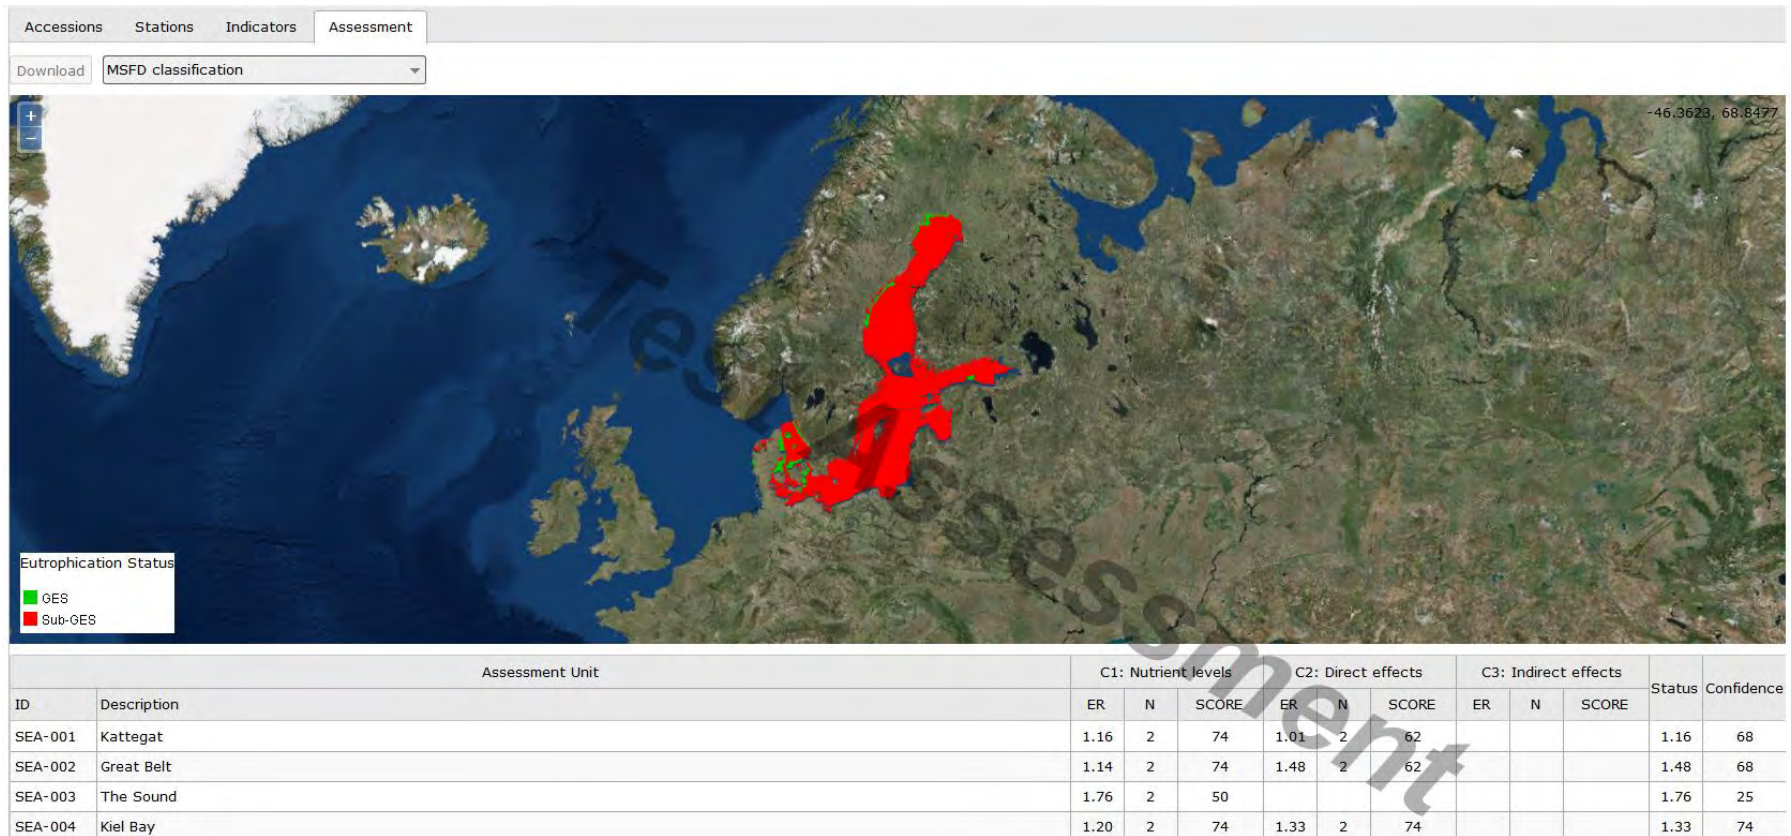 Accessions Stations Indicators Assessment
Download MSFD classification
+
−
-46.3623, 68.8477
Test Assessment
Eutrophication Status
GES
Sub-GES
Assessment Unit C1: Nutrient levels C2: Direct effects C3: Indirect effects Status Confidence
ID Description ER N SCORE ER N SCORE ER N SCORE
SEA-001 Kattegat 1.16 2 74 1.01 2 62 1.16 68
SEA-002 Great Belt 1.14 2 74 1.48 2 62 1.48 68
SEA-003 The Sound 1.76 2 50 1.76 25
SEA-004 Kiel Bay 1.20 2 74 1.33 2 74 1.33 74